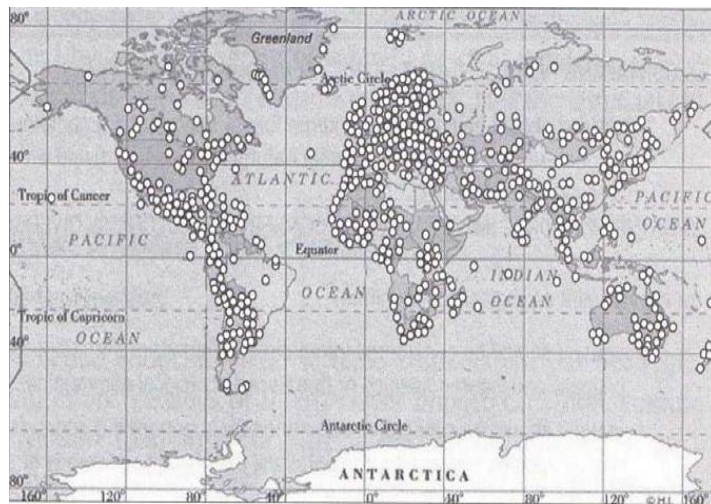 80°
ARCTIC OCEAN
Greenland
Arctic Circle
40°
ATLANTIC
Tropic of Cancer
PACIFIC
OCEAN
PACIFIC
0°
Equator
INDIAN
OCEAN
OCEAN
Tropic of Capricorn
OCEAN
40°
Antarctic Circle
ANTARCTICA
80°
160°
120°
80°
40°
0°
40°
80°
120°
160°